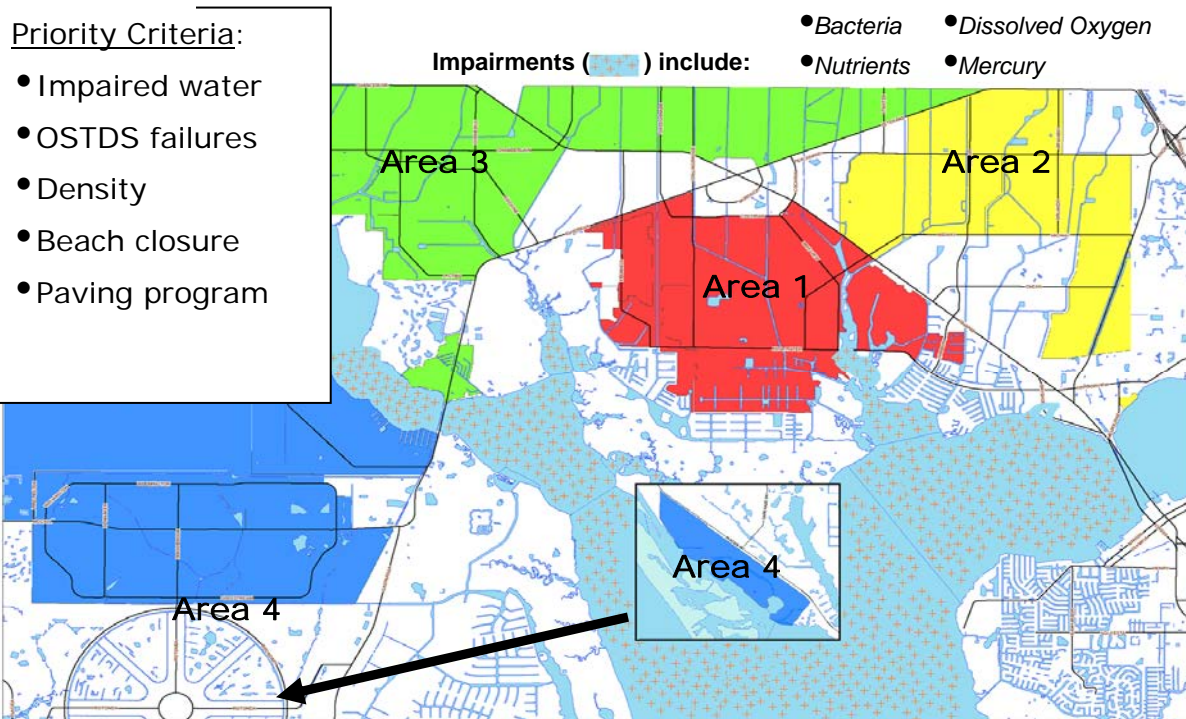 Priority Criteria:
•Impaired water
•OSTDS failures
•Density
•Beach closure
•Paving program
Impairments ( ) include:
•Bacteria •Dissolved Oxygen
•Nutrients •Mercury
Area 3
Area 2
Area 1
Area 4
Area 4